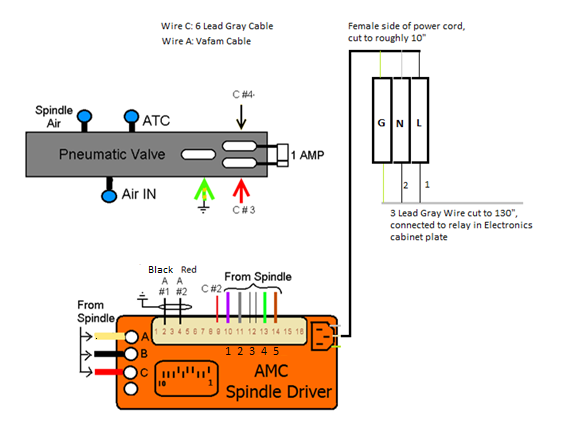 Wire C: 6 Lead Gray Cable
Wire A: Vafam Cable
Female side of power cord,
cut to roughly 10"
C #4
Spindle
Air
ATC
Pneumatic Valve
1 AMP
Air IN
C # 3
G N L
2 1
3 Lead Gray Wire cut to 130",
connected to relay in Electronics
cabinet plate
Black Red
A
#1
A
#2
C #2
From Spindle
From
Spindle
1 2 3 4 5 6 7 8 9 10 11 12 13 14 15 16
1 2 3 4 5
A
B
C
10 1
AMC
Spindle Driver